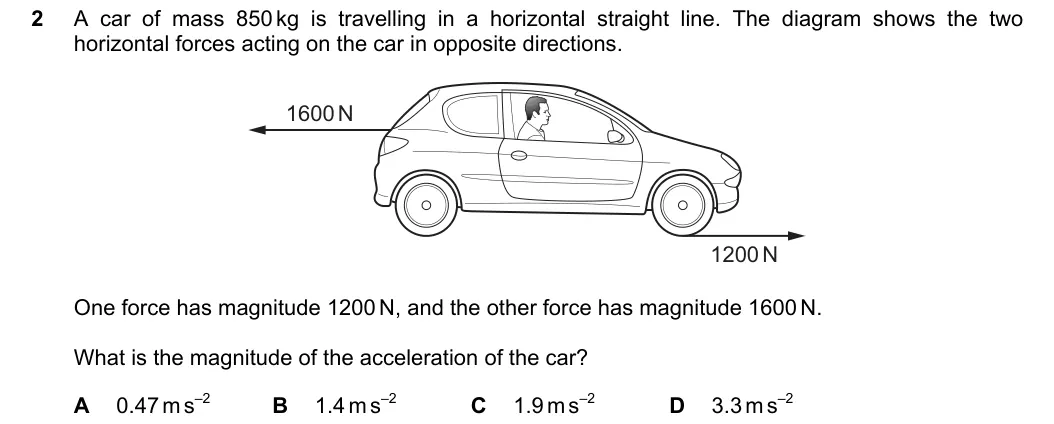 2 A car of mass 850 kg is travelling in a horizontal straight line. The diagram shows the two
horizontal forces acting on the car in opposite directions.
1600 N
1200 N
One force has magnitude 1200 N, and the other force has magnitude 1600 N.
What is the magnitude of the acceleration of the car?
A 0.47 m s⁻² B 1.4 m s⁻² C 1.9 m s⁻² D 3.3 m s⁻²